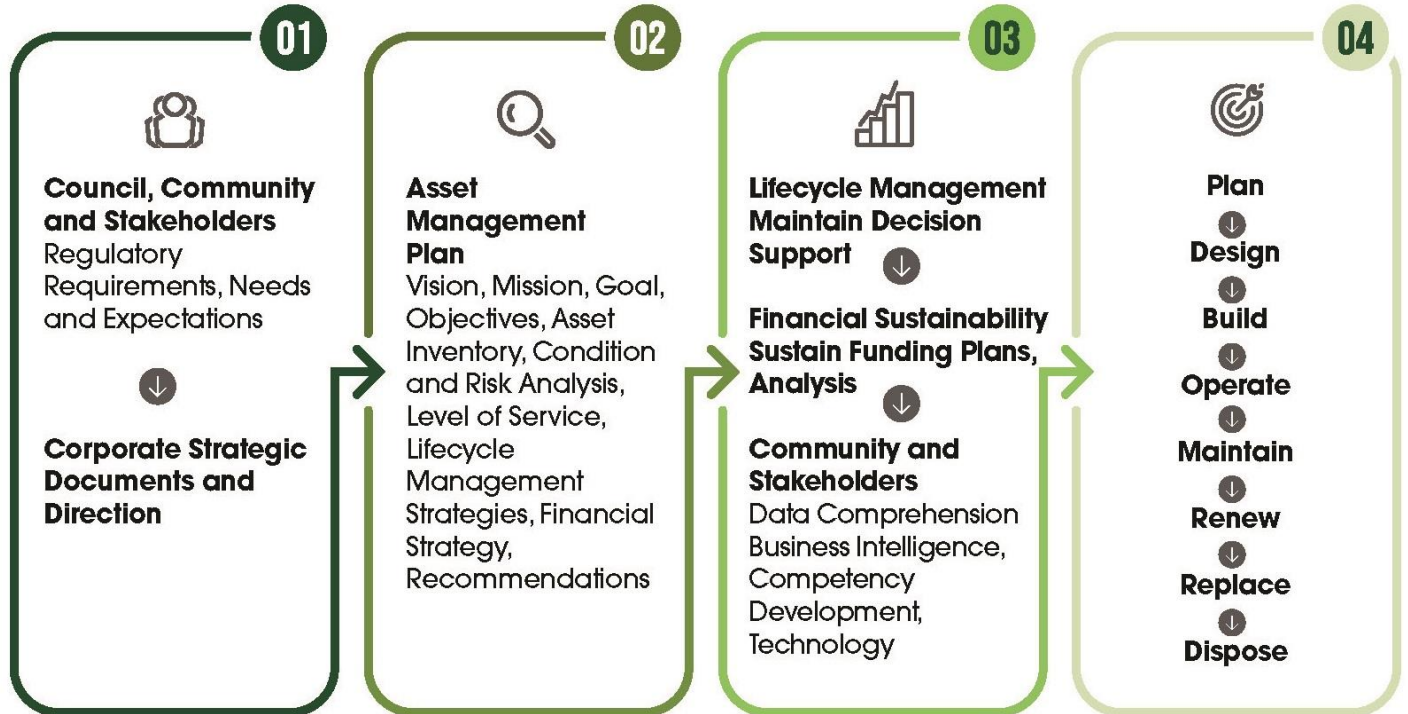 01
Council, Community
and Stakeholders
Regulatory
Requirements, Needs
and Expectations
Corporate Strategic
Documents and
Direction
02
Asset
Management
Plan
Vision, Mission, Goal,
Objectives, Asset
Inventory, Condition
and Risk Analysis,
Level of Service,
Lifecycle
Management
Strategies, Financial
Strategy,
Recommendations
03
Lifecycle Management
Maintain Decision
Support
Financial Sustainability
Sustain Funding Plans,
Analysis
Community and
Stakeholders
Data Comprehension
Business Intelligence,
Competency
Development,
Technology
04
Plan
Design
Build
Operate
Maintain
Renew
Replace
Dispose